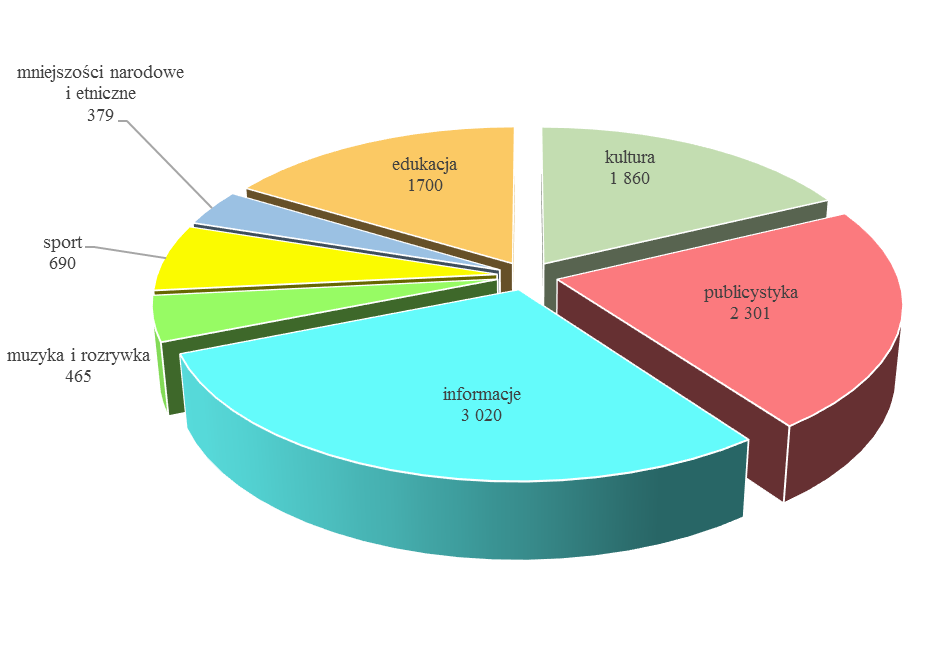 mniejszości narodowe
i etniczne
379
edukacja
1700
kultura
1 860
sport
690
publicystyka
2 301
muzyka i rozrywka
465
informacje
3 020